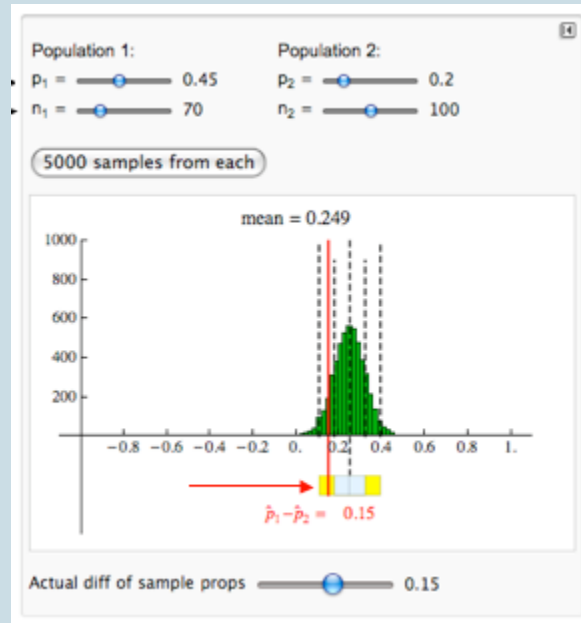 Population 1: Population 2:
p₁ = 0.45 p₂ = 0.2
n₁ = 70 n₂ = 100
5000 samples from each
mean = 0.249
1000
800
600
400
200
−0.8 −0.6 −0.4 −0.2 0. 0.2 0.4 0.6 0.8 1.
p̂₁−p̂₂ = 0.15
Actual diff of sample props 0.15